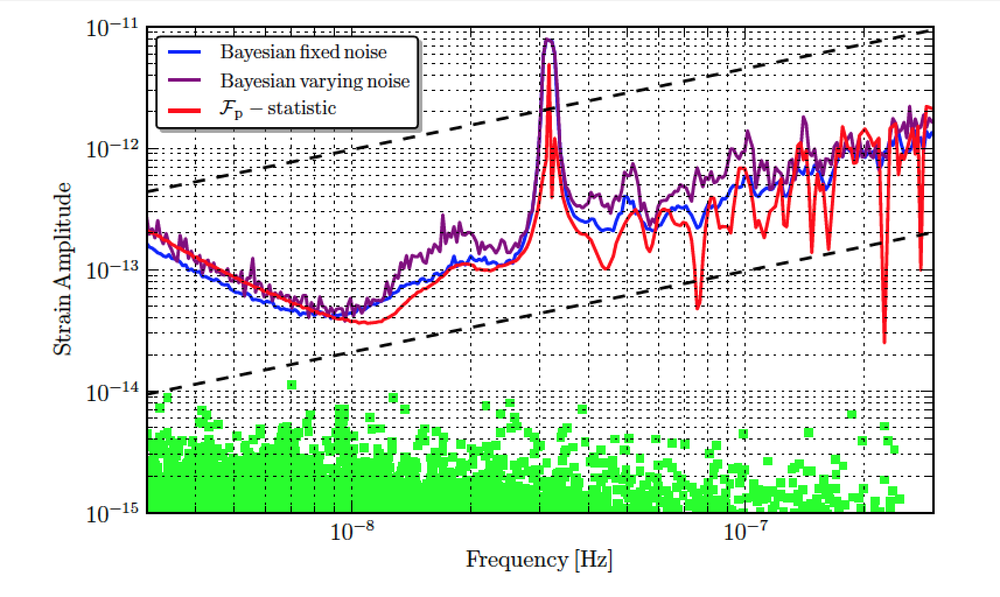 10⁻¹¹
Bayesian fixed noise
Bayesian varying noise
ℱₚ − statistic
10⁻¹²
10⁻¹³
10⁻¹⁴
10⁻¹⁵
Strain Amplitude
10⁻⁸
10⁻⁷
Frequency [Hz]